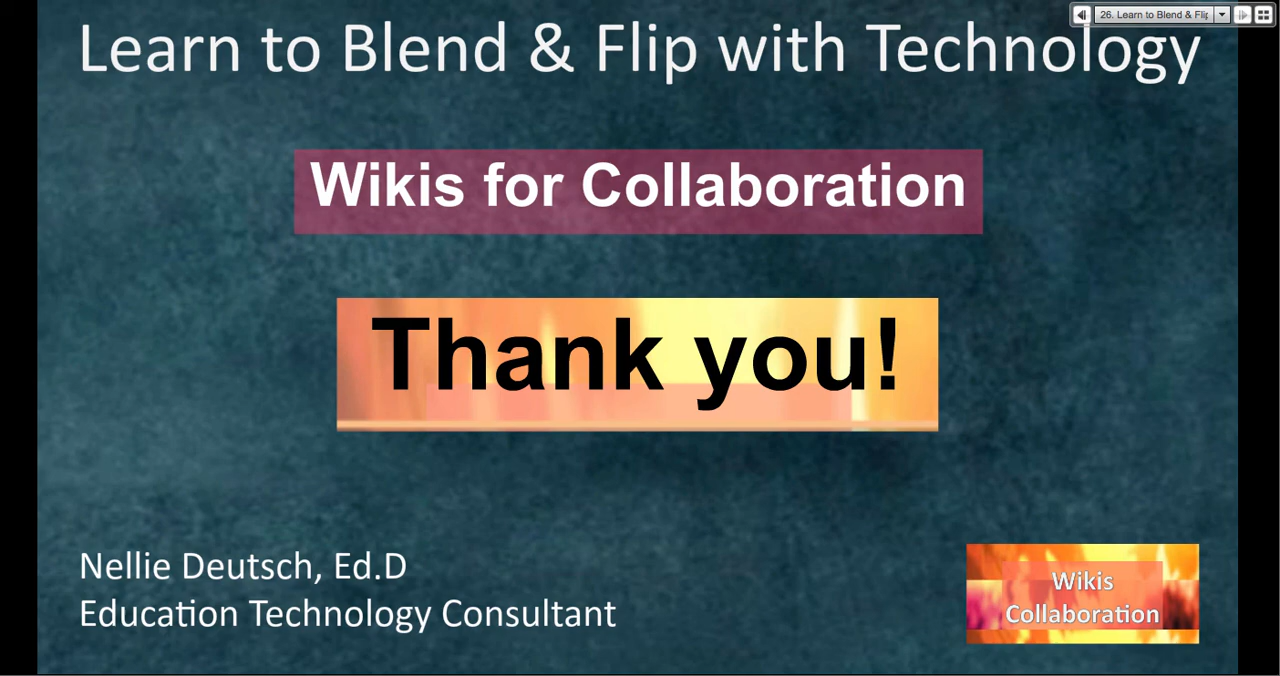 26. Learn to Blend & Flip
Learn to Blend & Flip with Technology
Wikis for Collaboration
Thank you!
Nellie Deutsch, Ed.D
Education Technology Consultant
Wikis
Collaboration